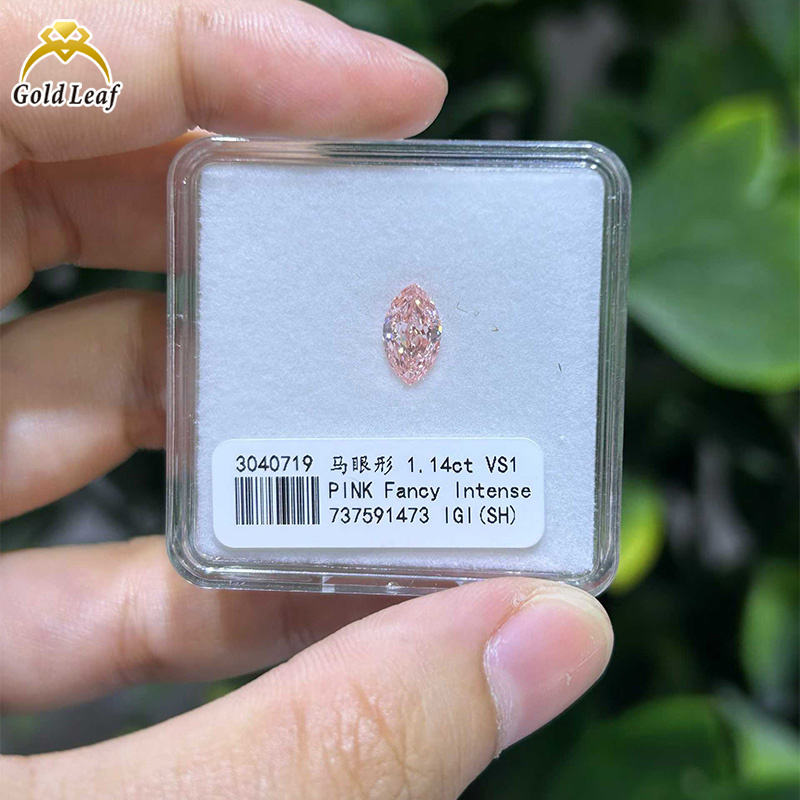 Gold Leaf
3040719 马眼形 1.14ct VS1
PINK Fancy Intense
737591473 IGI(SH)